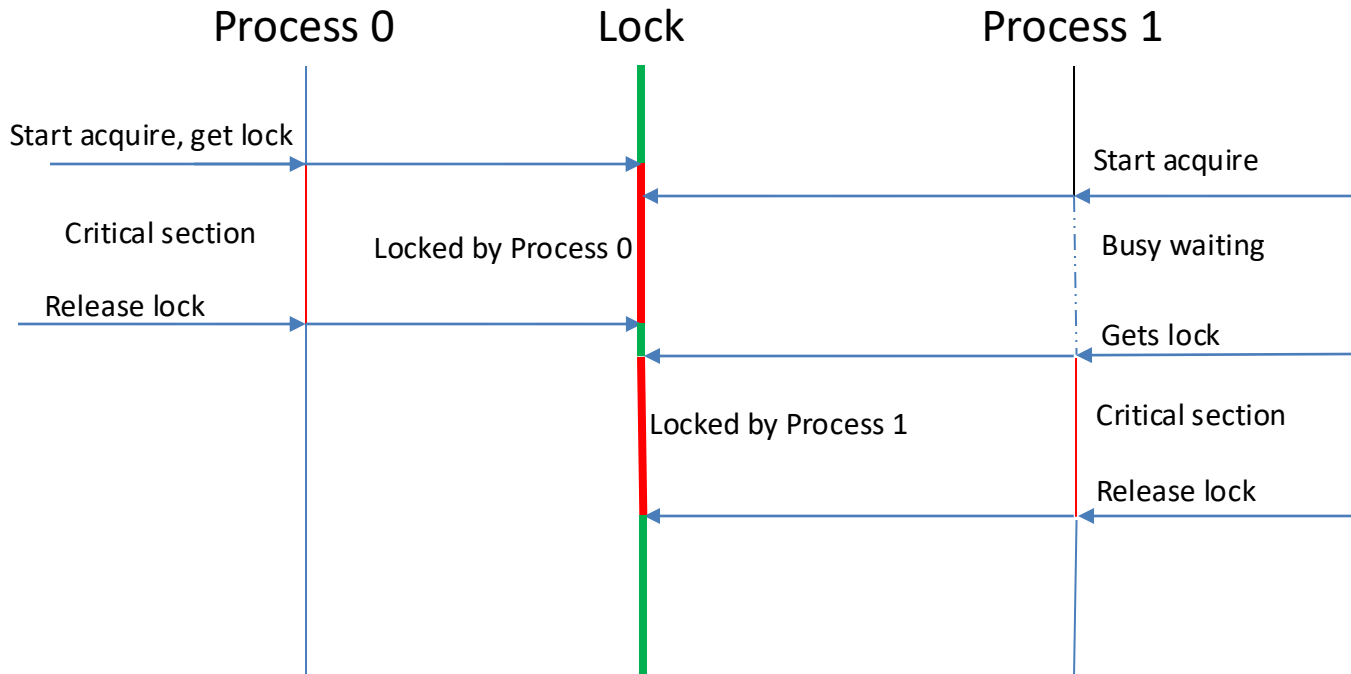 Process 0
Lock
Process 1
Start acquire, get lock
Start acquire
Critical section
Locked by Process 0
Busy waiting
Release lock
Gets lock
Locked by Process 1
Critical section
Release lock